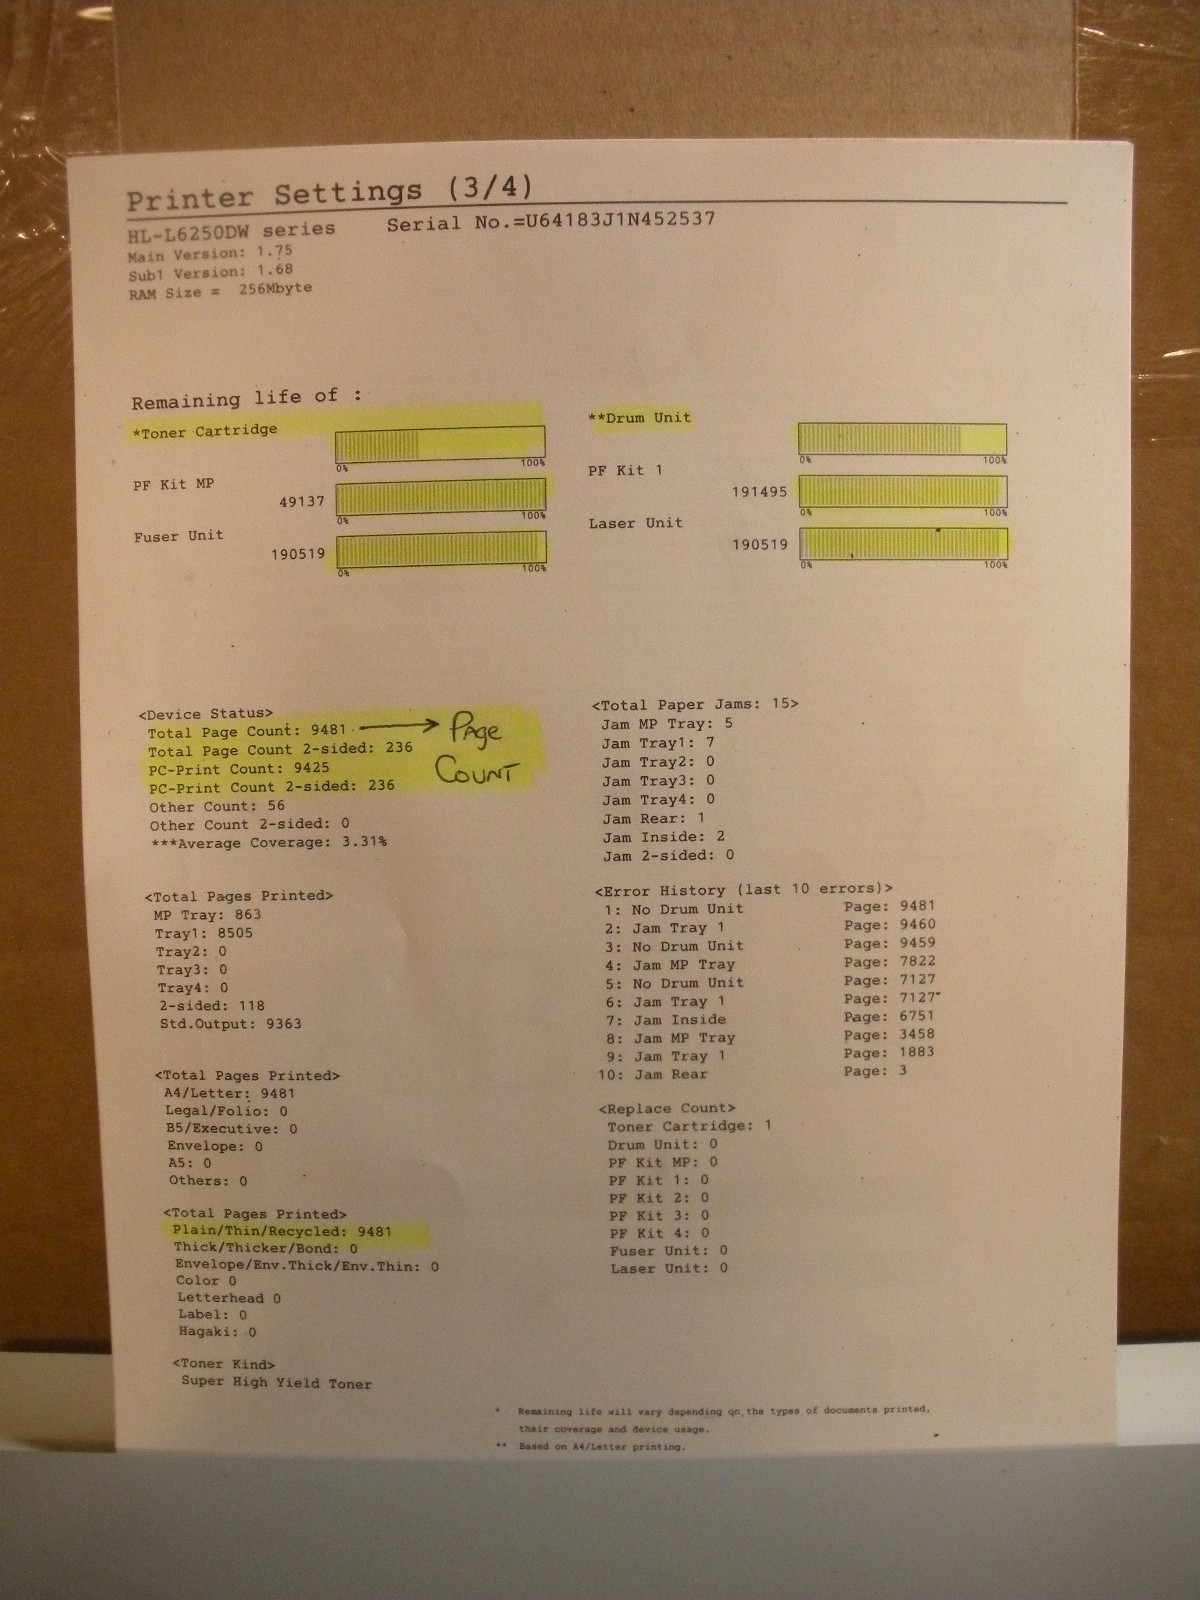 Printer Settings (3/4)
HL-L6250DW series Serial No.=U64183J1N452537
Main Version: 1.75
Sub1 Version: 1.68
RAM Size = 256Mbyte
Remaining life of :
*Toner Cartridge
0% 100%
**Drum Unit
0% 100%
PF Kit MP
49137
0% 100%
PF Kit 1
191495
0% 100%
Fuser Unit
190519
0% 100%
Laser Unit
190519
0% 100%
<Device Status>
Total Page Count: 9481 → Page
Count
Total Page Count 2-sided: 236
PC-Print Count: 9425
PC-Print Count 2-sided: 236
Other Count: 56
Other Count 2-sided: 0
***Average Coverage: 3.31%
<Total Pages Printed>
MP Tray: 863
Tray1: 8505
Tray2: 0
Tray3: 0
Tray4: 0
2-sided: 118
Std.Output: 9363
<Total Pages Printed>
A4/Letter: 9481
Legal/Folio: 0
B5/Executive: 0
Envelope: 0
A5: 0
Others: 0
<Total Pages Printed>
Plain/Thin/Recycled: 9481
Thick/Thicker/Bond: 0
Envelope/Env.Thick/Env.Thin: 0
Color 0
Letterhead 0
Label: 0
Hagaki: 0
<Toner Kind>
Super High Yield Toner
<Total Paper Jams: 15>
Jam MP Tray: 5
Jam Tray1: 7
Jam Tray2: 0
Jam Tray3: 0
Jam Tray4: 0
Jam Rear: 1
Jam Inside: 2
Jam 2-sided: 0
<Error History (last 10 errors)>
1: No Drum Unit Page: 9481
2: Jam Tray 1 Page: 9460
3: No Drum Unit Page: 9459
4: Jam MP Tray Page: 7822
5: No Drum Unit Page: 7127
6: Jam Tray 1 Page: 7127
7: Jam Inside Page: 6751
8: Jam MP Tray Page: 3458
9: Jam Tray 1 Page: 1883
10: Jam Rear Page: 3
<Replace Count>
Toner Cartridge: 1
Drum Unit: 0
PF Kit MP: 0
PF Kit 1: 0
PF Kit 2: 0
PF Kit 3: 0
PF Kit 4: 0
Fuser Unit: 0
Laser Unit: 0
* Remaining life will vary depending on the types of documents printed,
their coverage and device usage.
** Based on A4/Letter printing.